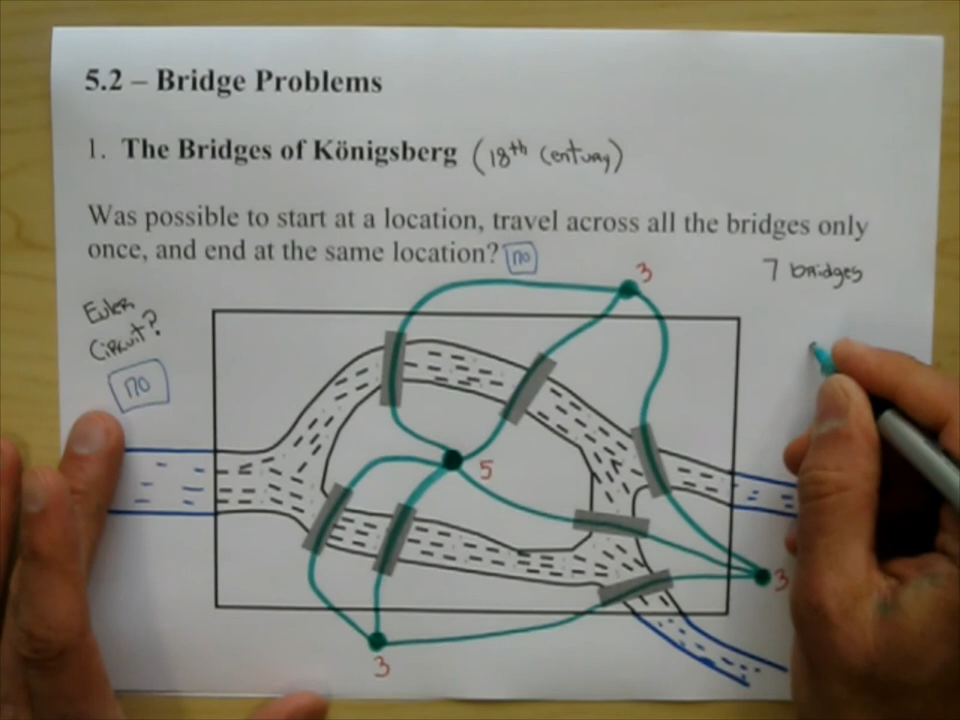 5.2 – Bridge Problems
1. The Bridges of Königsberg (18th Century)
Was possible to start at a location, travel across all the bridges only
once, and end at the same location? no
7 bridges
Euler
Circuit?
no
3
5
3
3